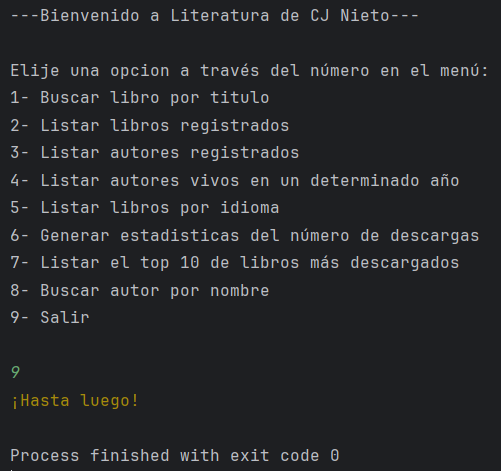 ---Bienvenido a Literatura de CJ Nieto---
Elije una opcion a través del número en el menú:
1- Buscar libro por titulo
2- Listar libros registrados
3- Listar autores registrados
4- Listar autores vivos en un determinado año
5- Listar libros por idioma
6- Generar estadisticas del número de descargas
7- Listar el top 10 de libros más descargados
8- Buscar autor por nombre
9- Salir
9
¡Hasta luego!
Process finished with exit code 0